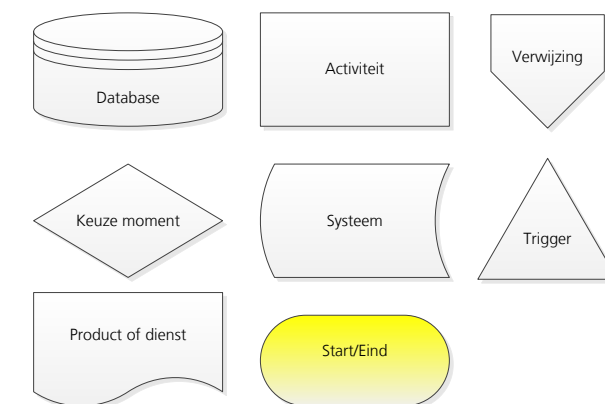 Database
Activiteit
Verwijzing
Keuze moment
Systeem
Trigger
Product of dienst
Start/Eind